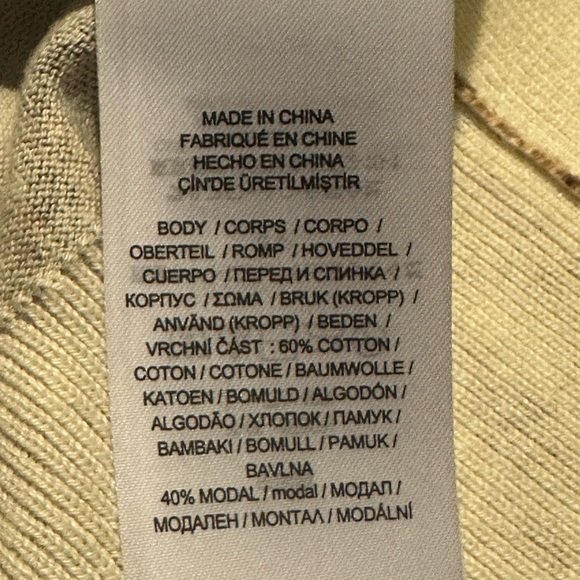 MADE IN CHINA
FABRIQUÉ EN CHINE
HECHO EN CHINA
ÇİN'DE ÜRETİLMİŞTİR
BODY / CORPS / CORPO /
OBERTEIL / ROMP / HOVEDDEL /
CUERPO / ПЕРЕД И СПИНКА /
КОРПУС / ΣΩΜΑ / BRUK (KROPP) /
ANVÄND (KROPP) / BEDEN /
VRCHNÍ ČÁST : 60% COTTON /
COTON / COTONE / BAUMWOLLE /
KATOEN / BOMULD / ALGODÓN /
ALGODÃO / ХЛОПОК / ПАМУК /
BAMBAKI / BOMULL / PAMUK /
BAVLNA
40% MODAL / modal / МОДАЛ /
МОДАЛЕН / ΜΟΝΤΑΛ / MODÁLNÍ